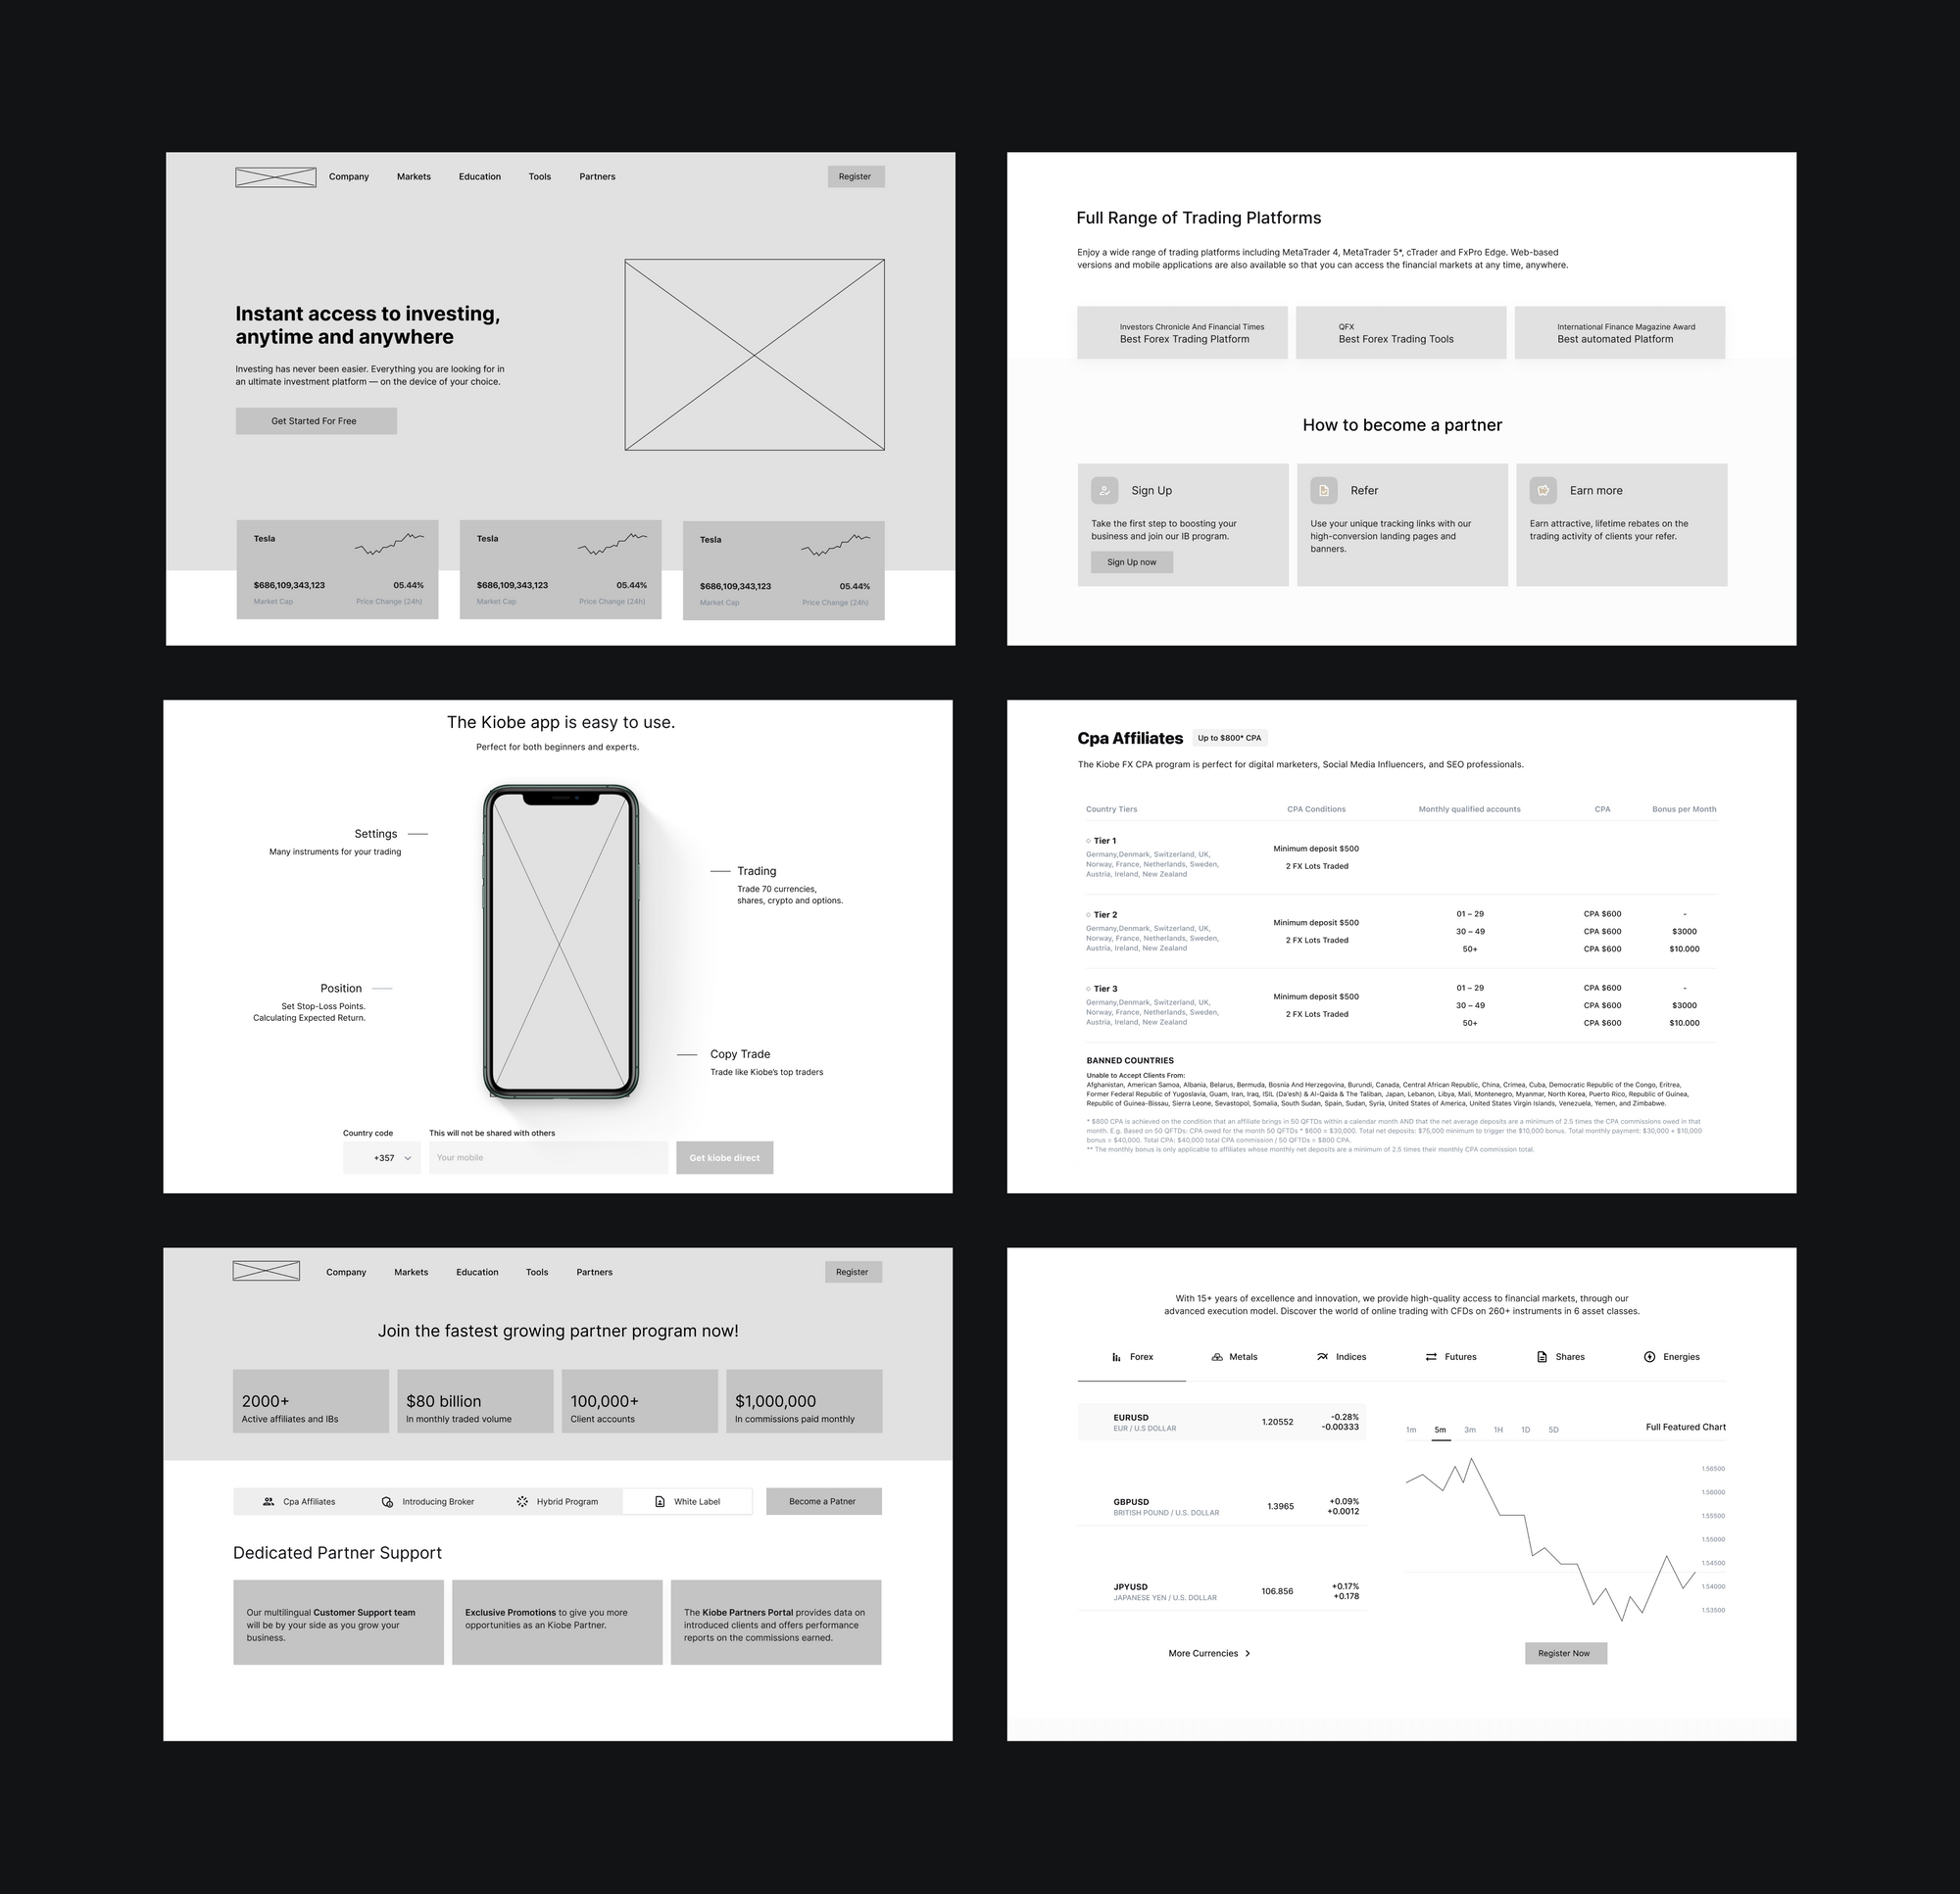 Company Markets Education Tools Partners Register
Instant access to investing,
anytime and anywhere
Investing has never been easier. Everything you are looking for in
an ultimate investment platform — on the device of your choice.
Get Started For Free
Tesla
$686,109,343,123 05.44%
Market Cap Price Change (24h)
Tesla
$686,109,343,123 05.44%
Market Cap Price Change (24h)
Tesla
$686,109,343,123 05.44%
Market Cap Price Change (24h)
Full Range of Trading Platforms
Enjoy a wide range of trading platforms including MetaTrader 4, MetaTrader 5*, cTrader and FxPro Edge. Web-based
versions and mobile applications are also available so that you can access the financial markets at any time, anywhere.
Investors Chronicle And Financial Times
Best Forex Trading Platform
QFX
Best Forex Trading Tools
International Finance Magazine Award
Best automated Platform
How to become a partner
Sign Up
Take the first step to boosting your
business and join our IB program.
Sign Up now
Refer
Use your unique tracking links with our
high-conversion landing pages and
banners.
Earn more
Earn attractive, lifetime rebates on the
trading activity of clients your refer.
The Kiobe app is easy to use.
Perfect for both beginners and experts.
Settings
Many instruments for your trading
Trading
Trade 70 currencies,
shares, crypto and options.
Position
Set Stop-Loss Points.
Calculating Expected Return.
Copy Trade
Trade like Kiobe's top traders
Country code This will not be shared with others
+357 Your mobile Get kiobe direct
Cpa Affiliates Up to $800* CPA
The Kiobe FX CPA program is perfect for digital marketers, Social Media Influencers, and SEO professionals.
Country Tiers CPA Conditions Monthly qualified accounts CPA Bonus per Month
Tier 1
Germany,Denmark, Switzerland, UK,
Norway, France, Netherlands, Sweden,
Austria, Ireland, New Zealand
Minimum deposit $500
2 FX Lots Traded
Tier 2
Germany,Denmark, Switzerland, UK,
Norway, France, Netherlands, Sweden,
Austria, Ireland, New Zealand
Minimum deposit $500
2 FX Lots Traded
01 – 29 CPA $600 -
30 – 49 CPA $600 $3000
50+ CPA $600 $10.000
Tier 3
Germany,Denmark, Switzerland, UK,
Norway, France, Netherlands, Sweden,
Austria, Ireland, New Zealand
Minimum deposit $500
2 FX Lots Traded
01 – 29 CPA $600 -
30 – 49 CPA $600 $3000
50+ CPA $600 $10.000
BANNED COUNTRIES
Unable to Accept Clients From:
Afghanistan, American Samoa, Albania, Belarus, Bermuda, Bosnia And Herzegovina, Burundi, Canada, Central African Republic, China, Crimea, Cuba, Democratic Republic of the Congo, Eritrea,
Former Federal Republic of Yugoslavia, Guam, Iran, Iraq, ISIL (Da'esh) & Al-Qaida & The Taliban, Japan, Lebanon, Libya, Mali, Montenegro, Myanmar, North Korea, Puerto Rico, Republic of Guinea,
Republic of Guinea-Bissau, Sierra Leone, Sevastopol, Somalia, South Sudan, Spain, Sudan, Syria, United States of America, United States Virgin Islands, Venezuela, Yemen, and Zimbabwe.
* $800 CPA is achieved on the condition that an affiliate brings in 50 QFTDs within a calendar month AND that the net average deposits are a minimum of 2.5 times the CPA commissions owed in that
month. E.g. Based on 50 QFTDs: CPA owed for the month 50 QFTDs * $600 = $30,000. Total net deposits: $75,000 minimum to trigger the $10,000 bonus. Total monthly payment: $30,000 + $10,000
bonus = $40,000. Total CPA: $40,000 total CPA commission / 50 QFTDs = $800 CPA.
** The monthly bonus is only applicable to affiliates whose monthly net deposits are a minimum of 2.5 times their monthly CPA commission total.
Company Markets Education Tools Partners Register
Join the fastest growing partner program now!
2000+
Active affiliates and IBs
$80 billion
In monthly traded volume
100,000+
Client accounts
$1,000,000
In commissions paid monthly
Cpa Affiliates Introducing Broker Hybrid Program White Label Become a Patner
Dedicated Partner Support
Our multilingual Customer Support team
will be by your side as you grow your
business.
Exclusive Promotions to give you more
opportunities as an Kiobe Partner.
The Kiobe Partners Portal provides data on
introduced clients and offers performance
reports on the commissions earned.
With 15+ years of excellence and innovation, we provide high-quality access to financial markets, through our
advanced execution model. Discover the world of online trading with CFDs on 260+ instruments in 6 asset classes.
Forex Metals Indices Futures Shares Energies
EURUSD
EUR / U.S DOLLAR
1.20552
-0.28%
-0.00333
GBPUSD
BRITISH POUND / U.S. DOLLAR
1.3965
+0.09%
+0.0012
JPYUSD
JAPANESE YEN / U.S. DOLLAR
106.856
+0.17%
+0.178
More Currencies
1m 5m 3m 1H 1D 5D Full Featured Chart
1.56500
1.56000
1.55500
1.55000
1.54500
1.54000
1.53500
Register Now